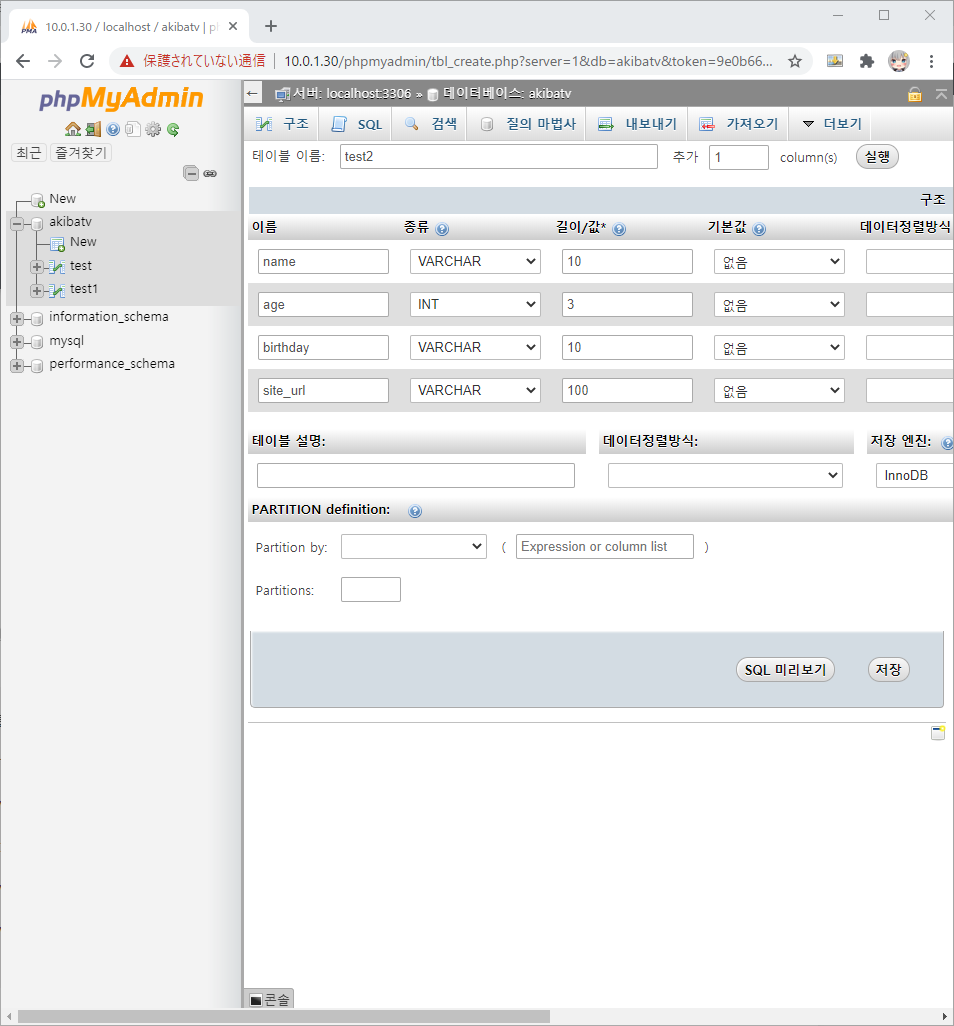 10.0.1.30 / localhost / akibatv | p
保護されていない通信 10.0.1.30/phpmyadmin/tbl_create.php?server=1&db=akibatv&token=9e0b66...
phpMyAdmin
최근 즐겨찾기
New
akibatv
New
test
test1
information_schema
mysql
performance_schema
서버: localhost:3306 » 데이터베이스: akibatv
구조 SQL 검색 질의 마법사 내보내기 가져오기 더보기
테이블 이름: test2 추가 1 column(s) 실행
구조
이름 종류 길이/값* 기본값 데이터정렬방식
name VARCHAR 10 없음
age INT 3 없음
birthday VARCHAR 10 없음
site_url VARCHAR 100 없음
테이블 설명: 데이터정렬방식: 저장 엔진:
InnoDB
PARTITION definition:
Partition by: ( Expression or column list )
Partitions:
SQL 미리보기 저장
콘솔